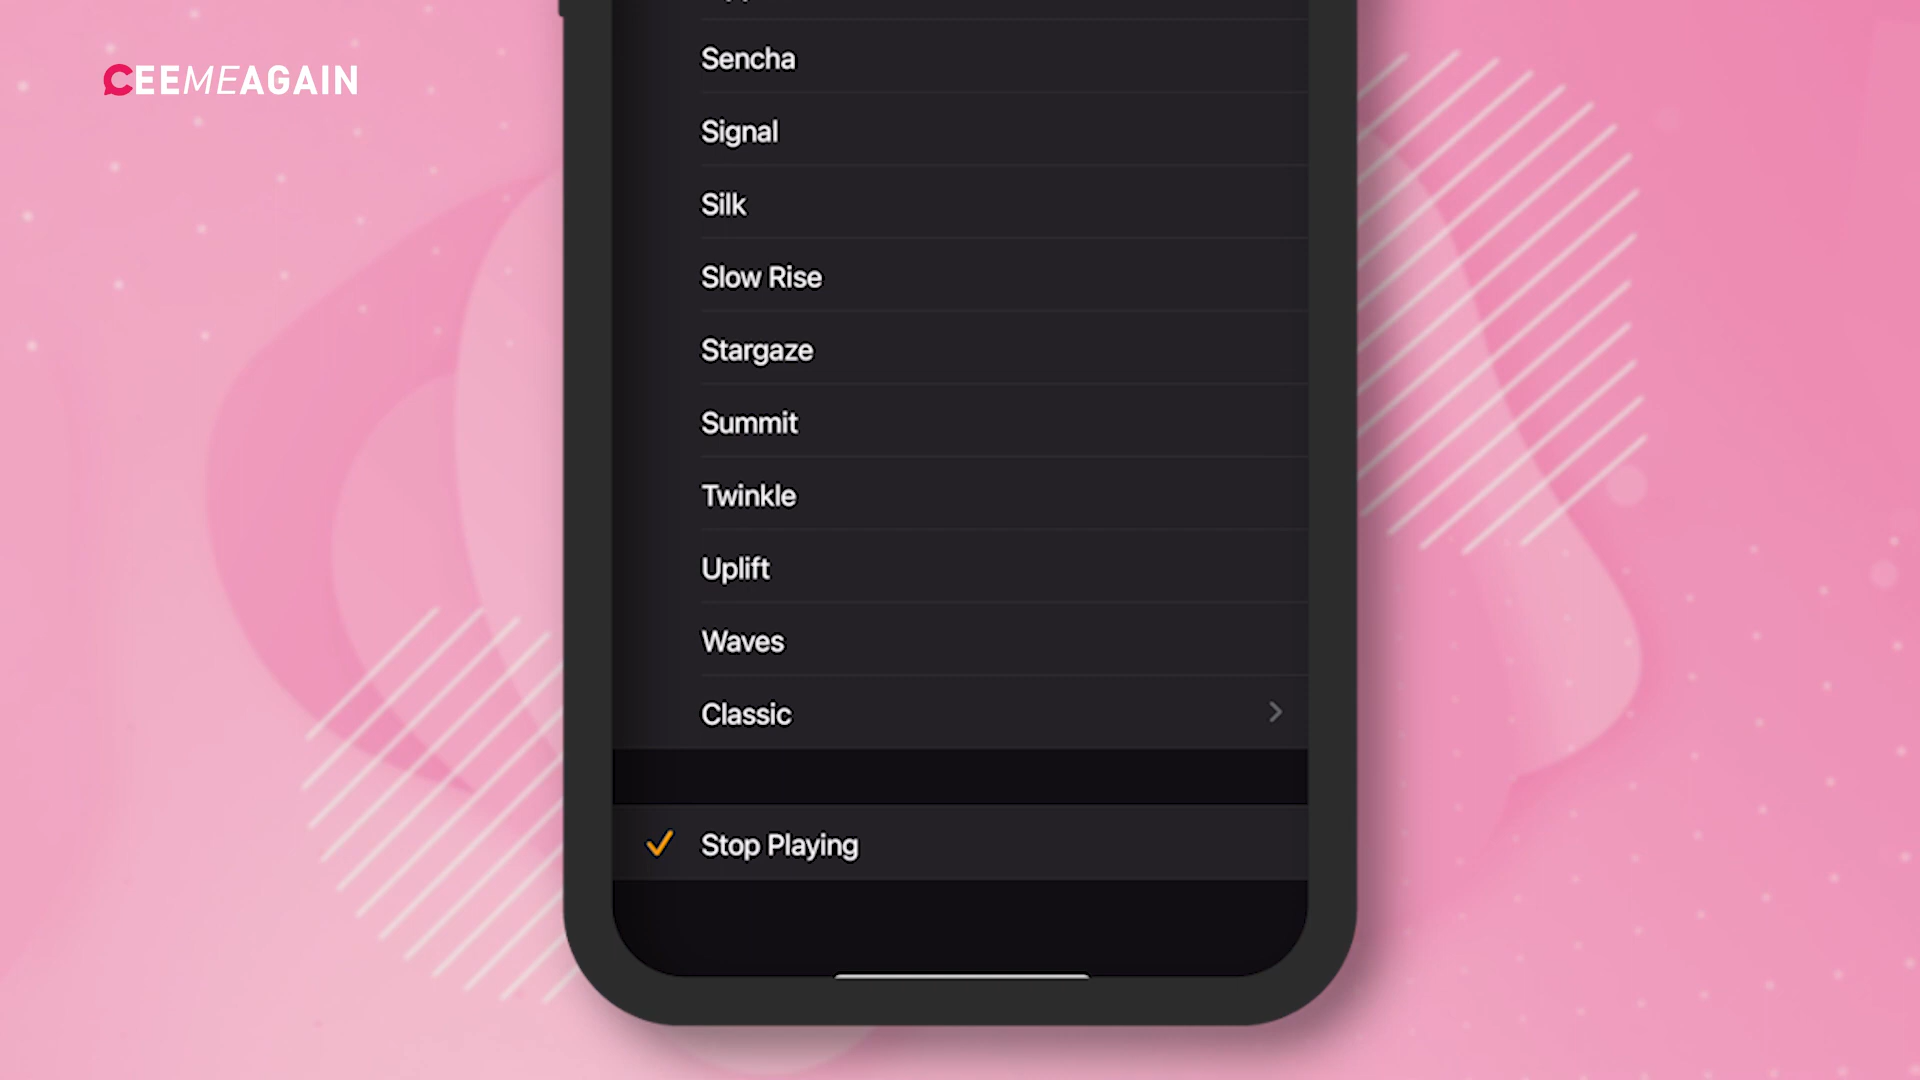 CEEMEAGAIN
Sencha
Signal
Silk
Slow Rise
Stargaze
Summit
Twinkle
Uplift
Waves
Classic
Stop Playing